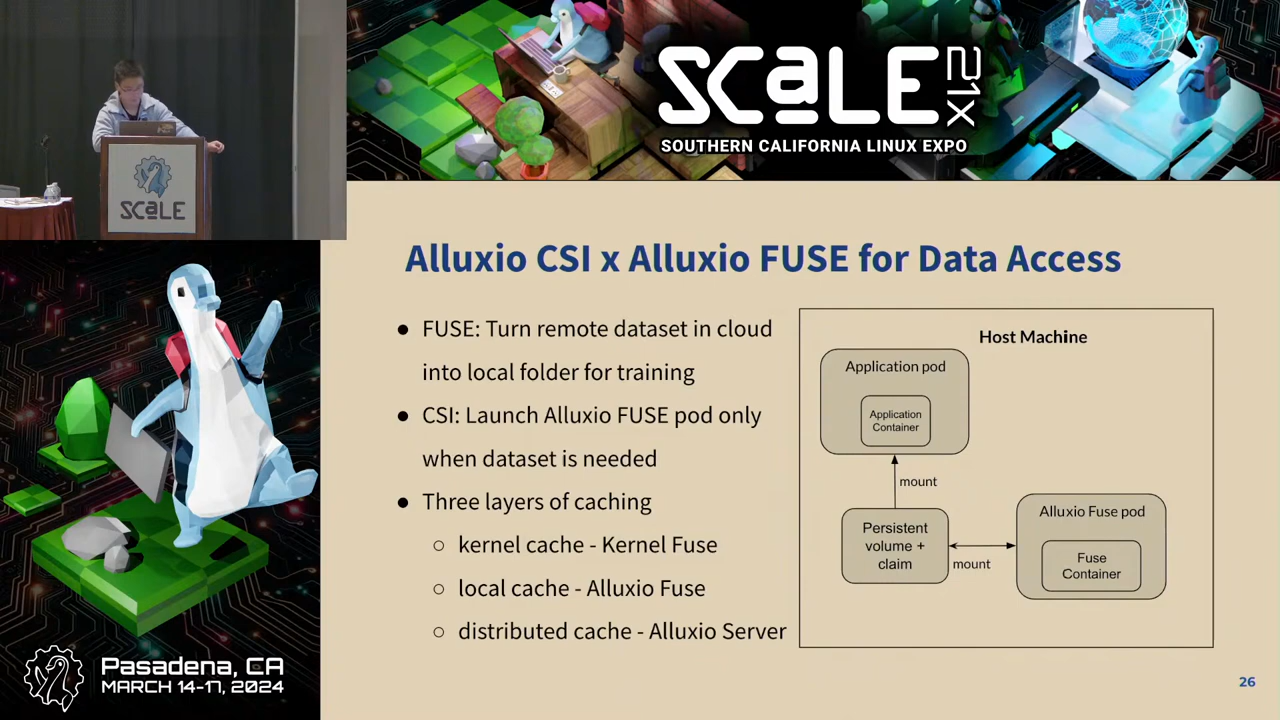 SCALE 21X
SOUTHERN CALIFORNIA LINUX EXPO
SCALE
Alluxio CSI x Alluxio FUSE for Data Access
● FUSE: Turn remote dataset in cloud
into local folder for training
● CSI: Launch Alluxio FUSE pod only
when dataset is needed
● Three layers of caching
○ kernel cache - Kernel Fuse
○ local cache - Alluxio Fuse
○ distributed cache - Alluxio Server
Host Machine
Application pod
Application
Container
mount
Persistent
volume +
claim
mount
Alluxio Fuse pod
Fuse
Container
Pasadena, CA
MARCH 14-17, 2024
26